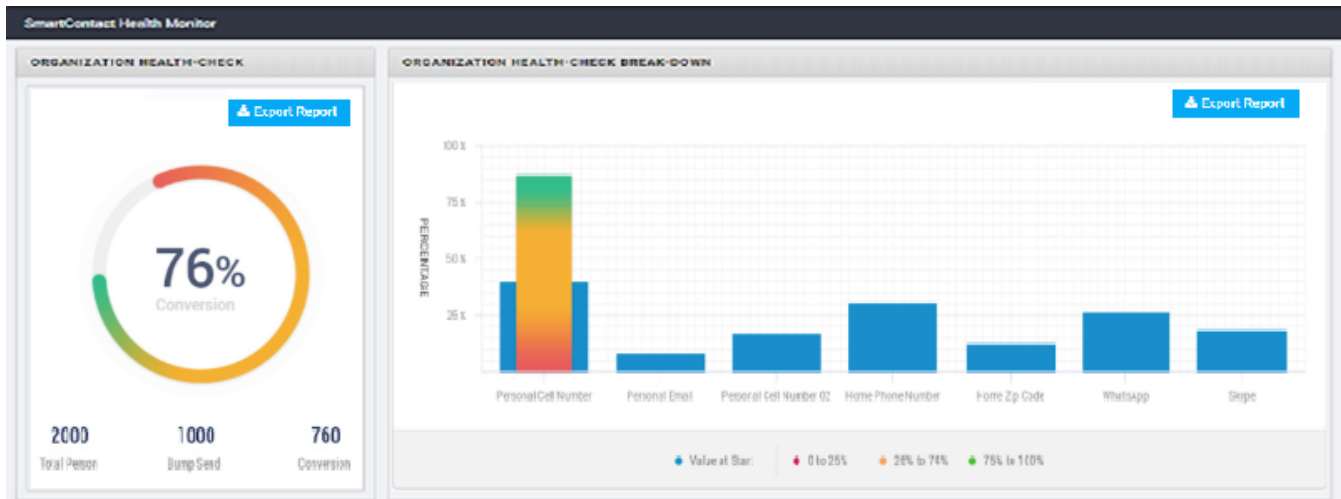 SmartContact Health Monitor
ORGANIZATION HEALTH-CHECK
Export Report
76%
Conversion
2000
1000
760
Total Person
Bump Send
Conversion
ORGANIZATION HEALTH-CHECK BREAK-DOWN
Export Report
PERCENTAGE
100 %
75 %
50 %
25 %
Personal Cell Number
Personal Email
Personal Cell Number 02
Home Phone Number
Home Zip Code
WhatsApp
Skype
Value at Star:
0 to 25%
26% to 74%
75% to 100%